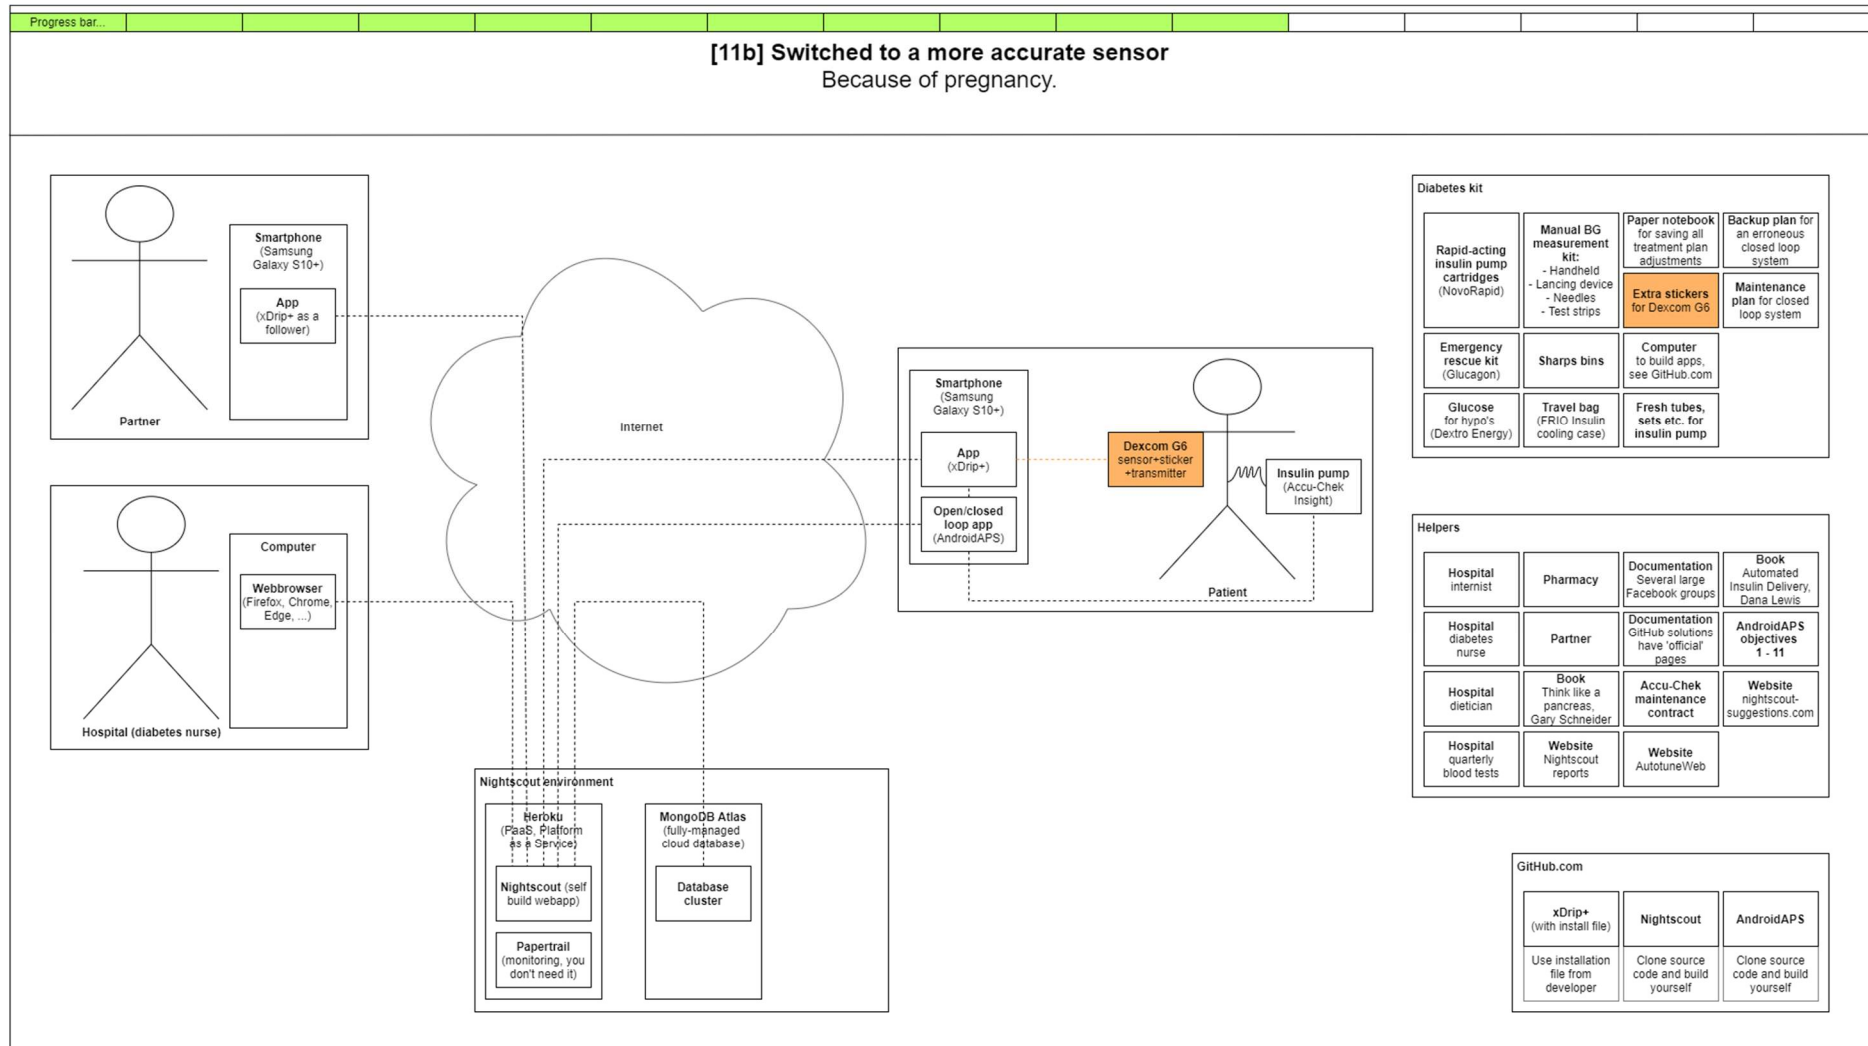 Progress bar...
[11b] Switched to a more accurate sensor
Because of pregnancy.
Smartphone
(Samsung
Galaxy S10+)
App
(xDrip+ as a
follower)
Partner
Computer
Webbrowser
(Firefox, Chrome,
Edge, ...)
Hospital (diabetes nurse)
Internet
Smartphone
(Samsung
Galaxy S10+)
App
(xDrip+)
Open/closed
loop app
(AndroidAPS)
Dexcom G6
sensor+sticker
+transmitter
Insulin pump
(Accu-Chek
Insight)
Patient
Nightscout environment
Heroku
(PaaS, Platform
as a Service)
Nightscout (self
build webapp)
Papertrail
(monitoring, you
don't need it)
MongoDB Atlas
(fully-managed
cloud database)
Database
cluster
Diabetes kit
Rapid-acting
insulin pump
cartridges
(NovoRapid)
Manual BG
measurement
kit:
- Handheld
- Lancing device
- Needles
- Test strips
Paper notebook
for saving all
treatment plan
adjustments
Backup plan for
an erroneous
closed loop
system
Extra stickers
for Dexcom G6
Maintenance
plan for closed
loop system
Emergency
rescue kit
(Glucagon)
Sharps bins
Computer
to build apps,
see GitHub.com
Glucose
for hypo's
(Dextro Energy)
Travel bag
(FRIO Insulin
cooling case)
Fresh tubes,
sets etc. for
insulin pump
Helpers
Hospital
internist
Pharmacy
Documentation
Several large
Facebook groups
Book
Automated
Insulin Delivery,
Dana Lewis
Hospital
diabetes
nurse
Partner
Documentation
GitHub solutions
have 'official'
pages
AndroidAPS
objectives
1 - 11
Hospital
dietician
Book
Think like a
pancreas,
Gary Schneider
Accu-Chek
maintenance
contract
Website
nightscout-
suggestions.com
Hospital
quarterly
blood tests
Website
Nightscout
reports
Website
AutotuneWeb
GitHub.com
xDrip+
(with install file)
Nightscout
AndroidAPS
Use installation
file from
developer
Clone source
code and build
yourself
Clone source
code and build
yourself